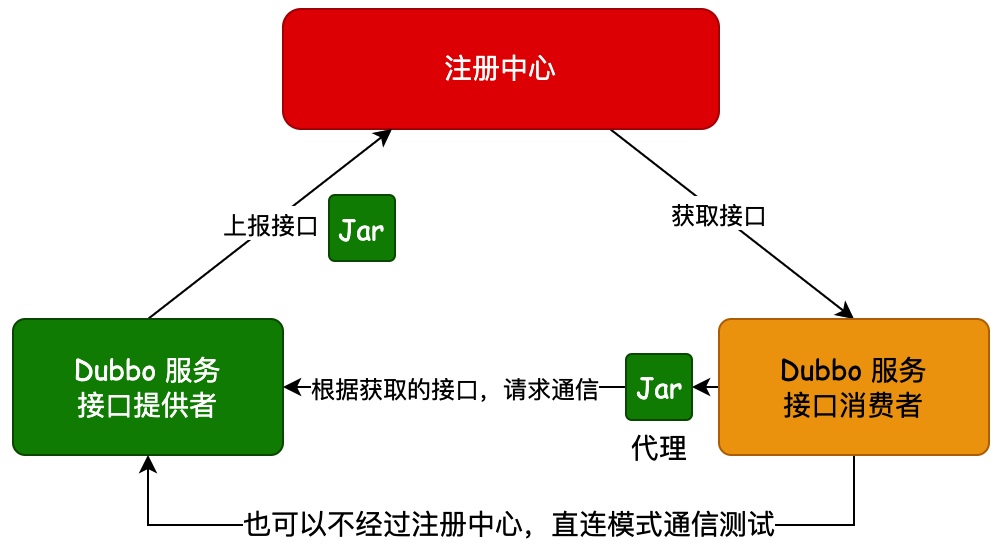 注册中心
上报接口
Jar
获取接口
Dubbo 服务
接口提供者
根据获取的接口，请求通信
Jar
代理
Dubbo 服务
接口消费者
也可以不经过注册中心，直连模式通信测试